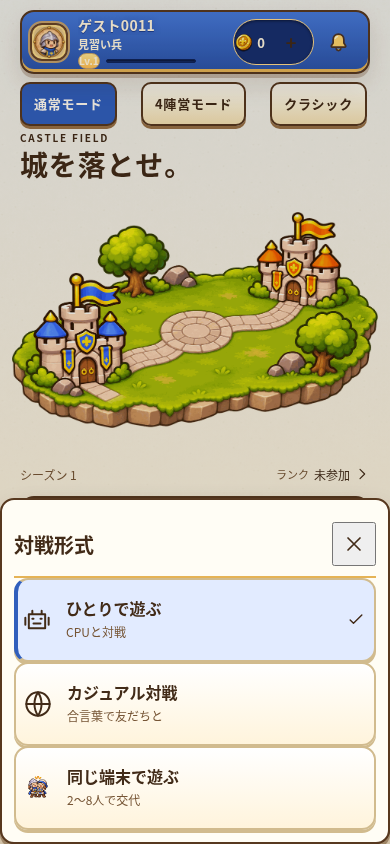 ゲスト0011
見習い兵
Lv.1
0
通常モード
4陣営モード
クラシック
CASTLE FIELD
城を落とせ。
シーズン 1
ランク 未参加
対戦形式
ひとりで遊ぶ
CPUと対戦
カジュアル対戦
合言葉で友だちと
同じ端末で遊ぶ
2〜8人で交代